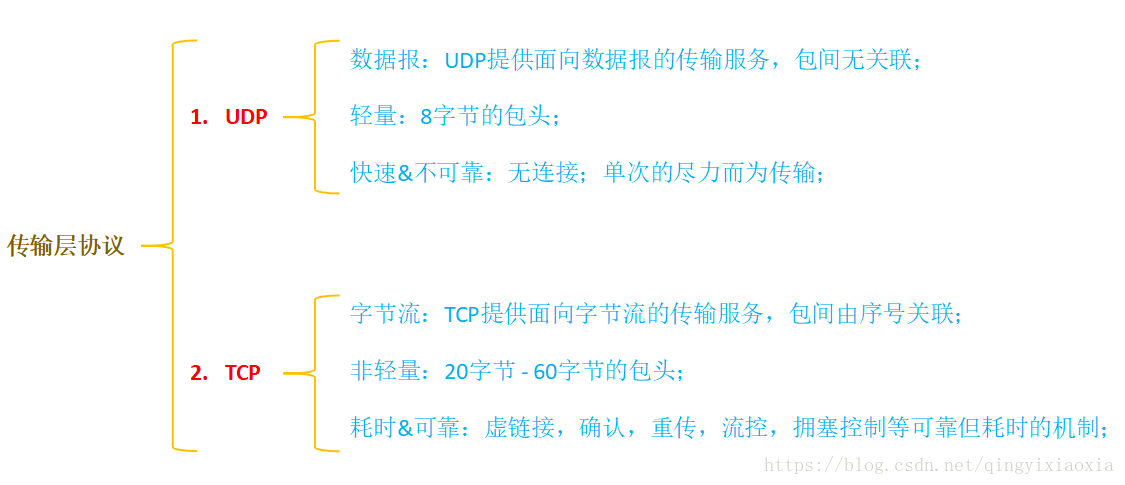 数据报：UDP提供面向数据报的传输服务，包间无关联；
1. UDP
轻量：8字节的包头；
快速&不可靠：无连接；单次的尽力而为传输；
传输层协议
字节流：TCP提供面向字节流的传输服务，包间由序号关联；
2. TCP
非轻量：20字节 - 60字节的包头；
耗时&可靠：虚链接，确认，重传，流控，拥塞控制等可靠但耗时的机制；
https://blog.csdn.net/qingyixiaoxia